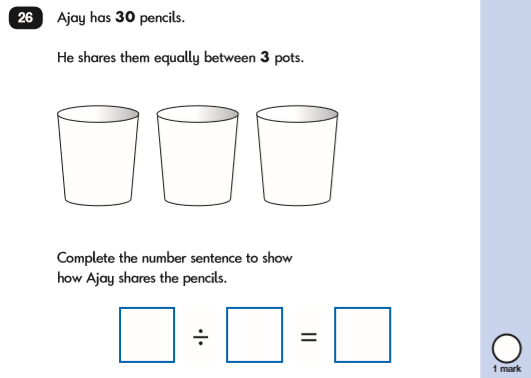 26 Ajay has 30 pencils.
He shares them equally between 3 pots.
Complete the number sentence to show
how Ajay shares the pencils.
÷ =
1 mark